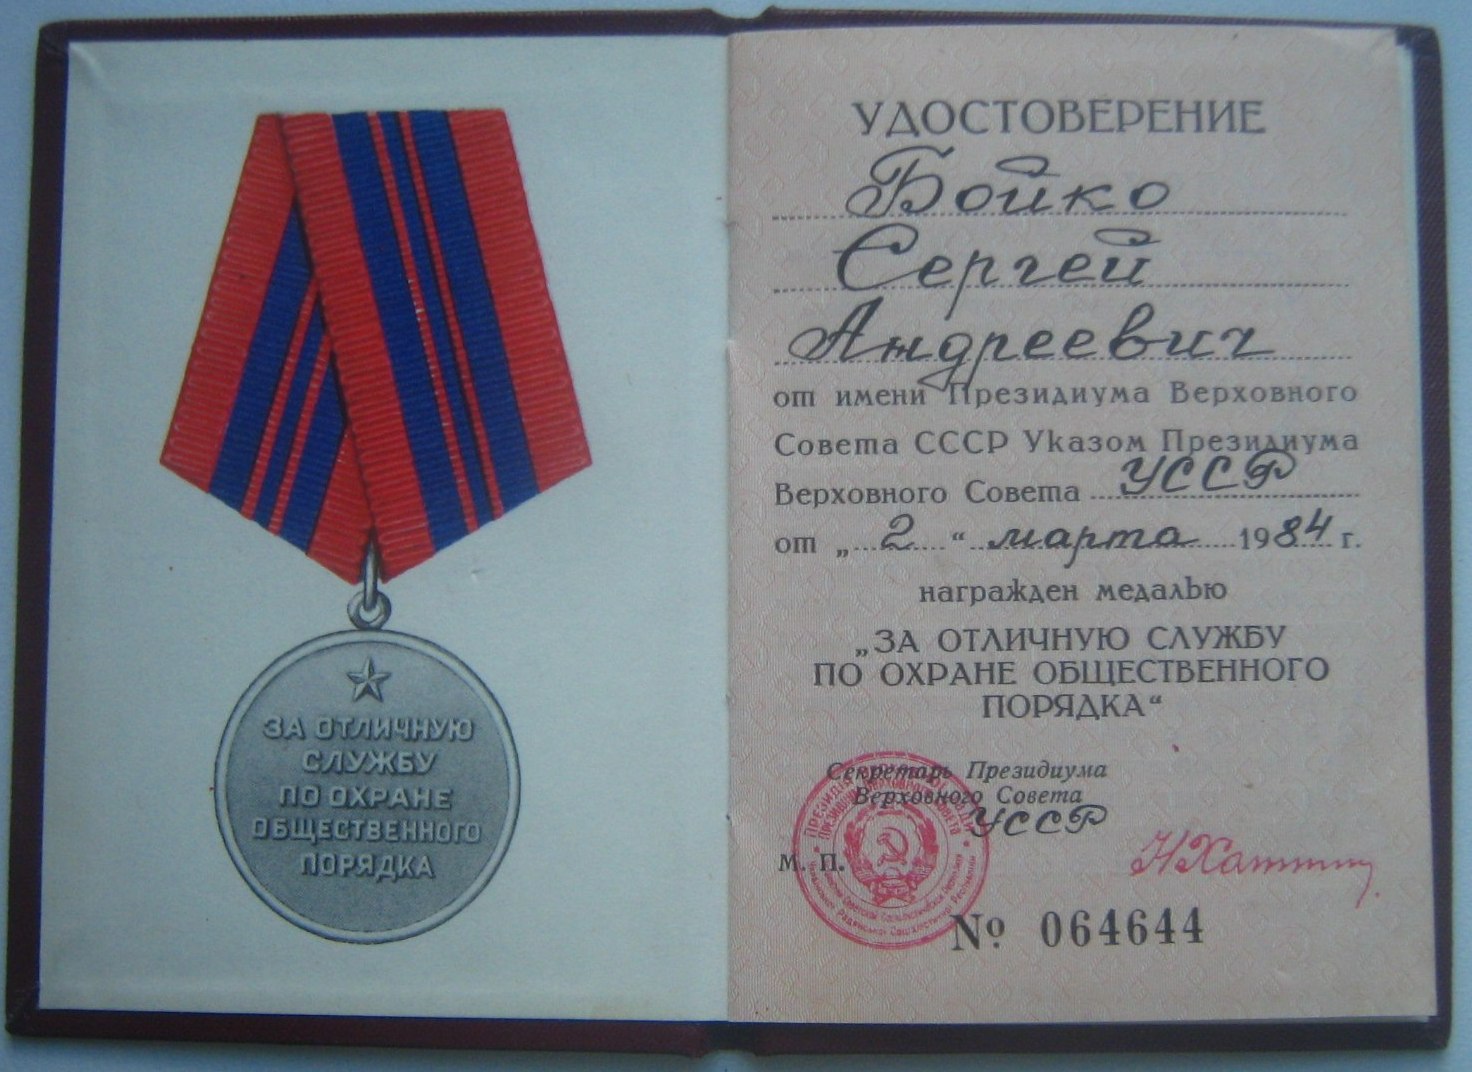 ЗА ОТЛИЧНУЮ
СЛУЖБУ
ПО ОХРАНЕ
ОБЩЕСТВЕННОГО
ПОРЯДКА
УДОСТОВЕРЕНИЕ
Бойко
Сергей
Андреевич
от имени Президиума Верховного
Совета СССР Указом Президиума
Верховного Совета УССР
от „ 2 “ марта 1984 г.
награжден медалью
„ЗА ОТЛИЧНУЮ СЛУЖБУ
ПО ОХРАНЕ ОБЩЕСТВЕННОГО
ПОРЯДКА“
Секретарь Президиума
Верховного Совета
УССР
М. П.
№ 064644